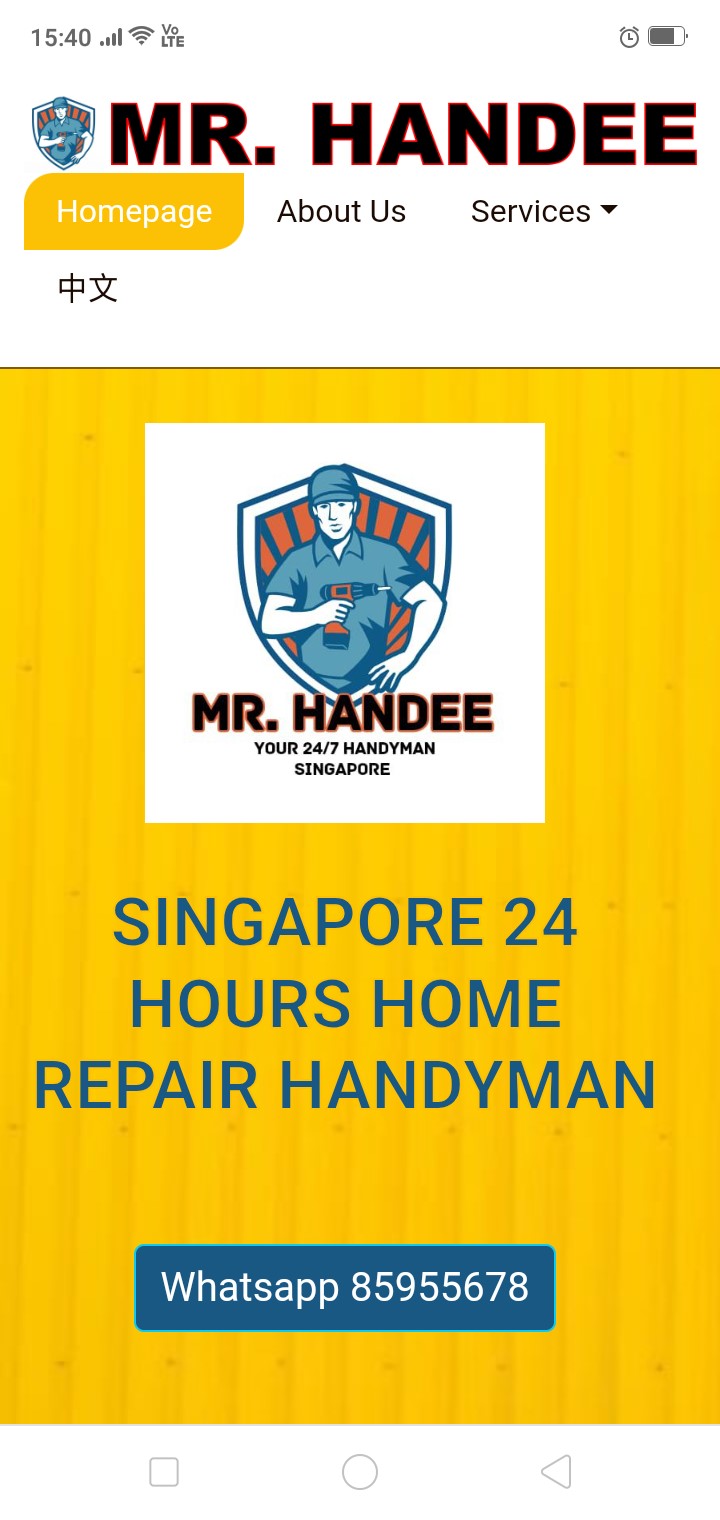 15:40 Vo LTE
MR. HANDEE
Homepage About Us Services
中文
MR. HANDEE
YOUR 24/7 HANDYMAN
SINGAPORE
SINGAPORE 24
HOURS HOME
REPAIR HANDYMAN
Whatsapp 85955678